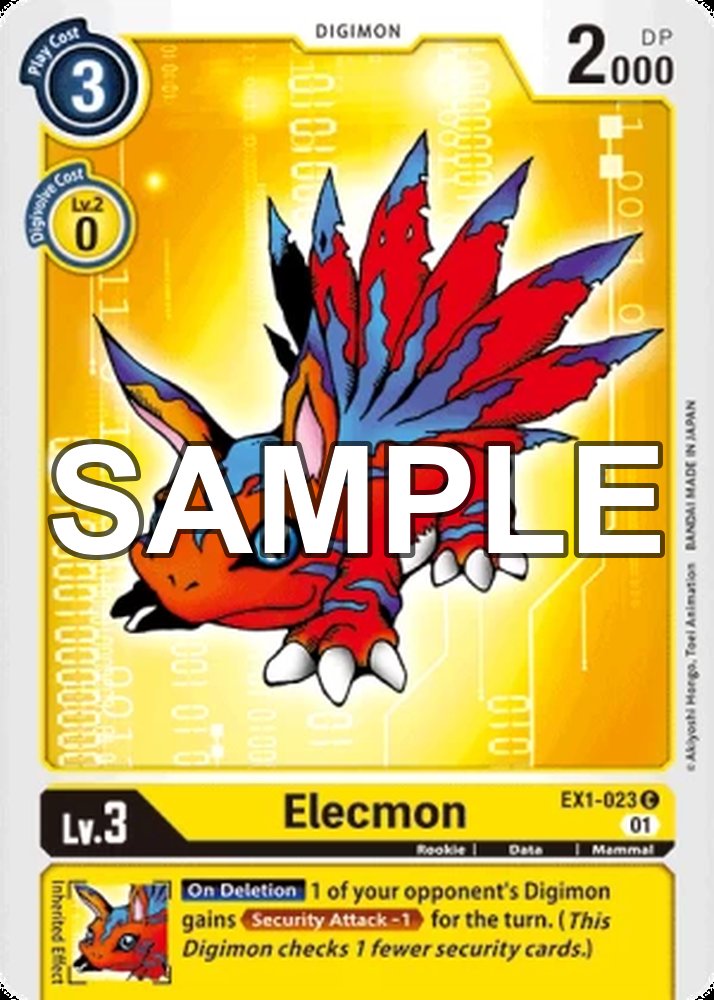 DIGIMON
Play Cost
3
DP
2000
Digivolve Cost
Lv.2
0
SAMPLE
© Akiyoshi Hongo, Toei Animation BANDAI MADE IN JAPAN
Lv.3
Elecmon
EX1-023 C
01
Rookie | Data | Mammal
Inherited Effect
On Deletion 1 of your opponent's Digimon
gains Security Attack -1 for the turn. (This
Digimon checks 1 fewer security cards.)